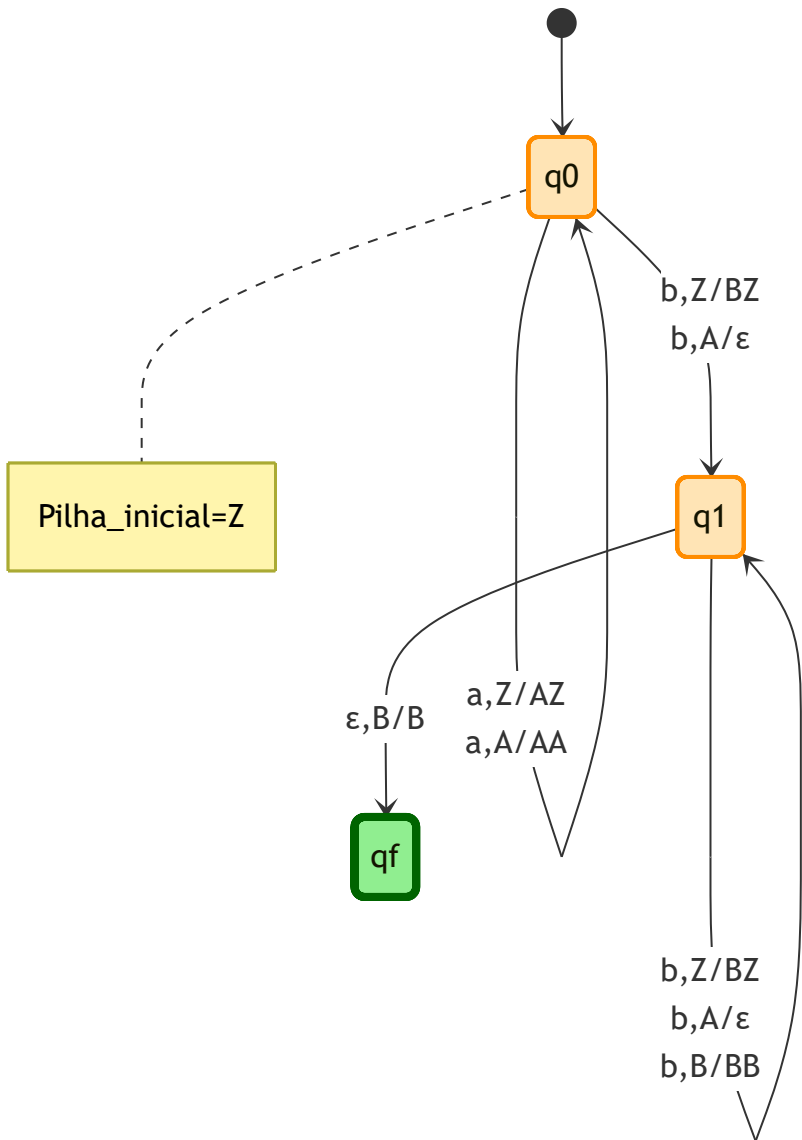 q0
b,Z/BZ
b,A/ε
Pilha_inicial=Z
q1
a,Z/AZ
a,A/AA
ε,B/B
qf
b,Z/BZ
b,A/ε
b,B/BB